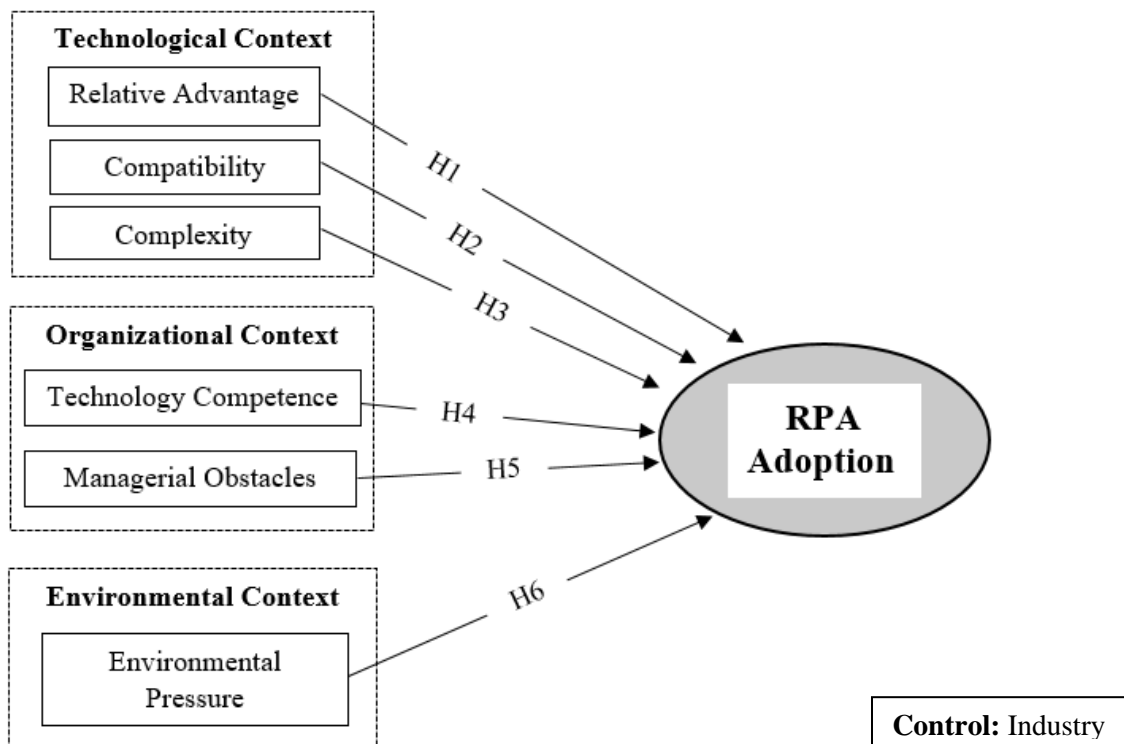 Technological Context
Relative Advantage
Compatibility
Complexity
H1
H2
H3
Organizational Context
Technology Competence
Managerial Obstacles
H4
H5
RPA
Adoption
Environmental Context
Environmental
Pressure
H6
Control: Industry